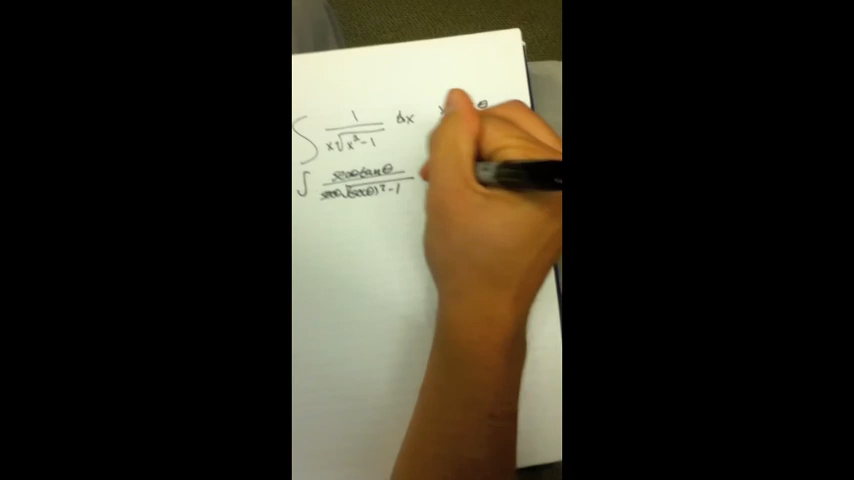 ∫ 1/(x√(x²-1)) dx
∫ secθtanθ/(secθ√((secθ)²-1))